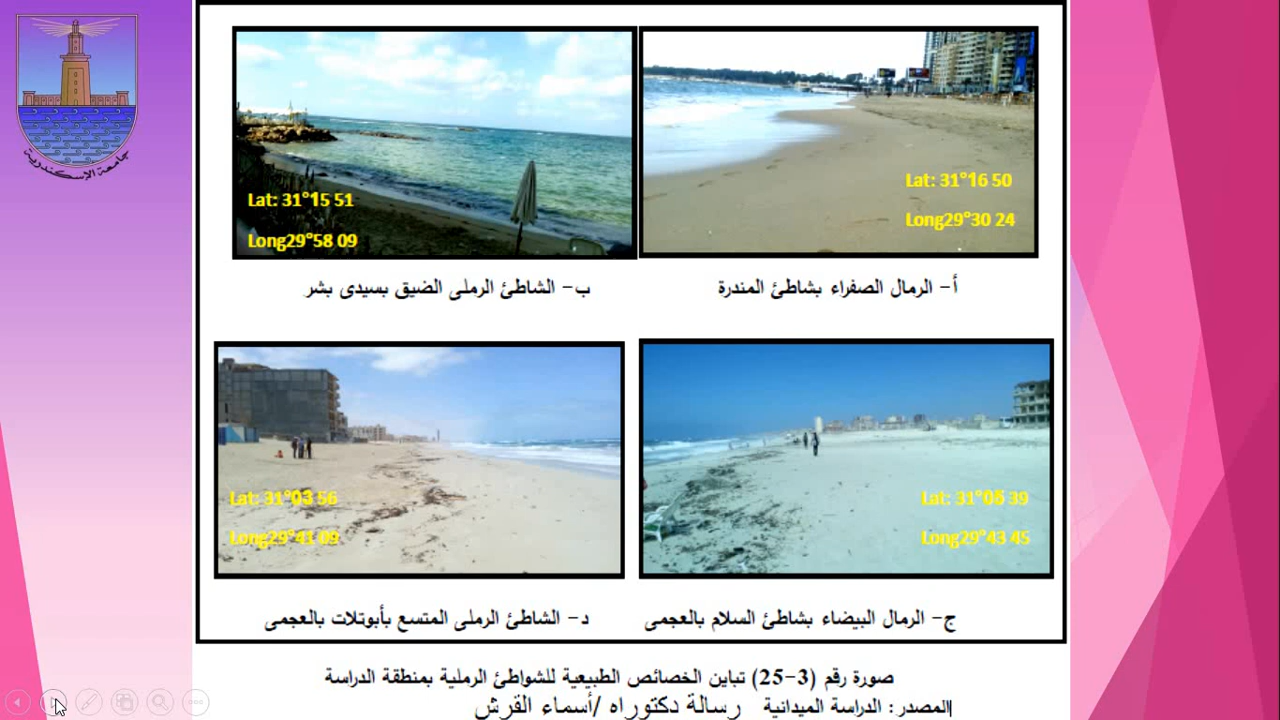 جامعة الإسكندرية
Lat: 31°16 50
Long29°30 24
Lat: 31°15 51
Long29°58 09
أ- الرمال الصفراء بشاطئ المندرة
ب- الشاطئ الرملى الضيق بسيدى بشر
Lat: 31°05 39
Long29°43 45
Lat: 31°03 56
Long29°41 09
ج- الرمال البيضاء بشاطئ السلام بالعجمى
د- الشاطئ الرملى المتسع بأبوتلات بالعجمى
صورة رقم (3-25) تباين الخصائص الطبيعية للشواطئ الرملية بمنطقة الدراسة
المصدر: الدراسة الميدانية رسالة دكتوراه /أسماء القرش